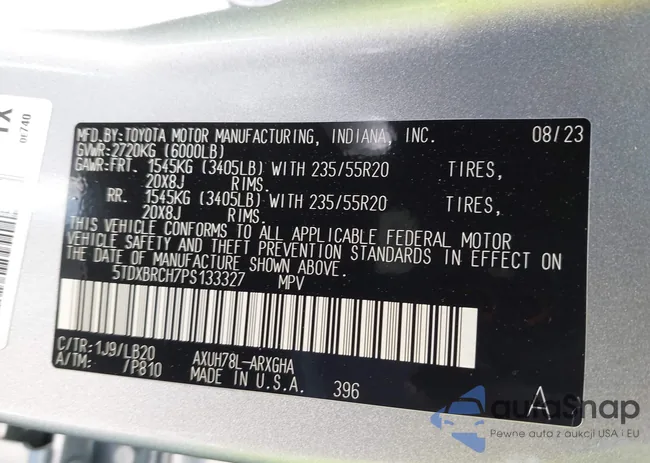 MFD.BY:TOYOTA MOTOR MANUFACTURING, INDIANA, INC. 08/23
GVWR:2720KG (6000LB)
GAWR:FRT. 1545KG (3405LB) WITH 235/55R20 TIRES,
20X8J RIMS.
RR. 1545KG (3405LB) WITH 235/55R20 TIRES,
20X8J RIMS.
THIS VEHICLE CONFORMS TO ALL APPLICABLE FEDERAL MOTOR
VEHICLE SAFETY AND THEFT PREVENTION STANDARDS IN EFFECT ON
THE DATE OF MANUFACTURE SHOWN ABOVE.
5TDXBRCH7PS133327 MPV
C/TR:1J9/LB20 AXUH78L-ARXGHA
A/TM: /P810 MADE IN U.S.A. 396 A
0E740
autoSnap
Pewne auta z aukcji USA i EU